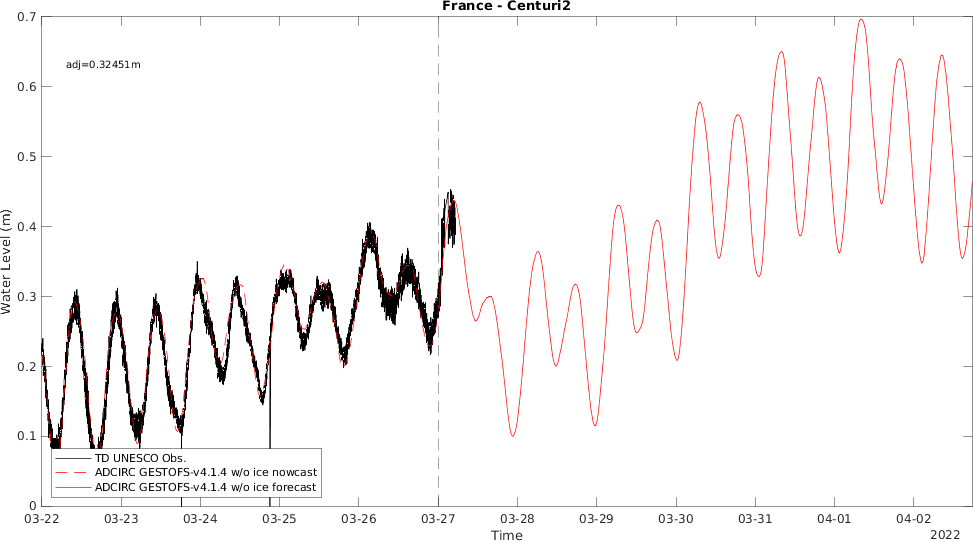 France - Centuri2
adj=0.32451m
0.7
0.6
0.5
0.4
0.3
0.2
0.1
0
Water Level (m)
TD UNESCO Obs.
ADCIRC GESTOFS-v4.1.4 w/o ice nowcast
ADCIRC GESTOFS-v4.1.4 w/o ice forecast
03-22 03-23 03-24 03-25 03-26 03-27 03-28 03-29 03-30 03-31 04-01 04-02
Time
2022